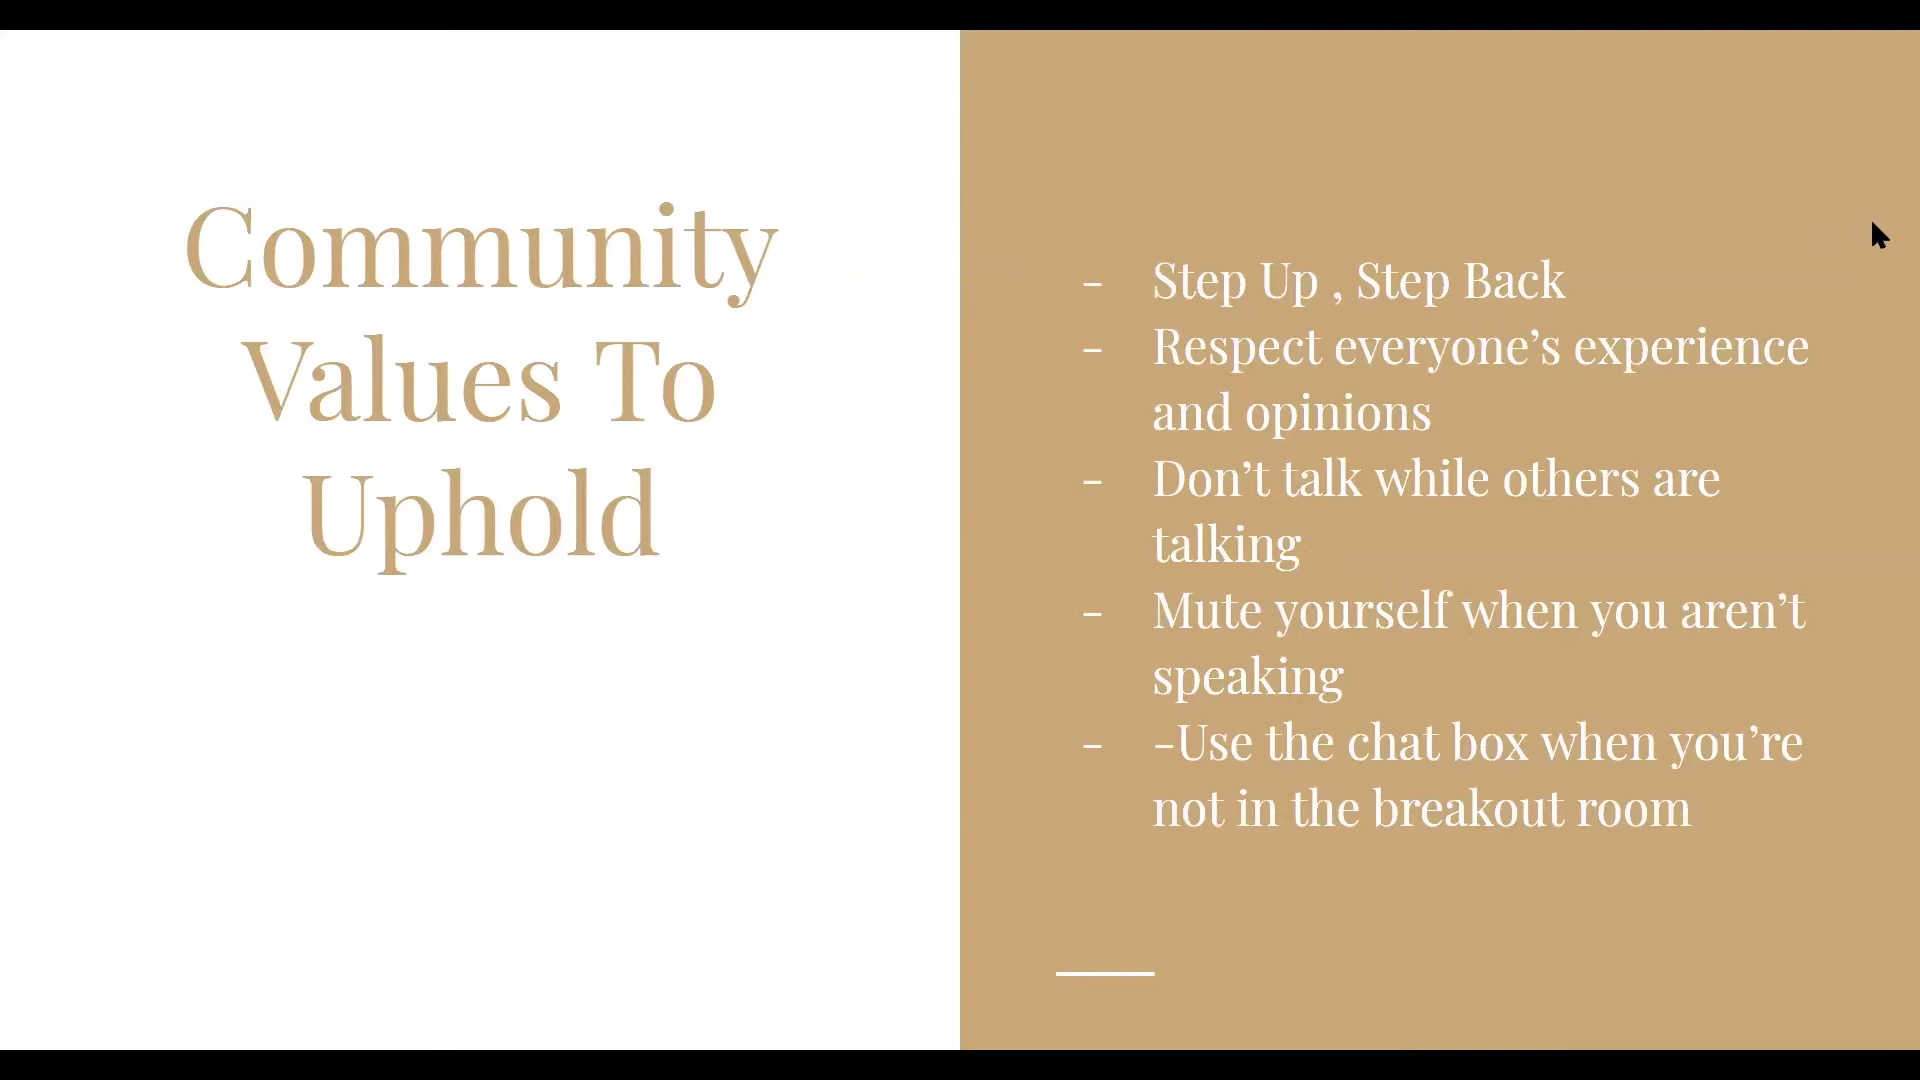 Community
Values To
Uphold
- Step Up , Step Back
- Respect everyone’s experience
and opinions
- Don’t talk while others are
talking
- Mute yourself when you aren’t
speaking
- -Use the chat box when you’re
not in the breakout room